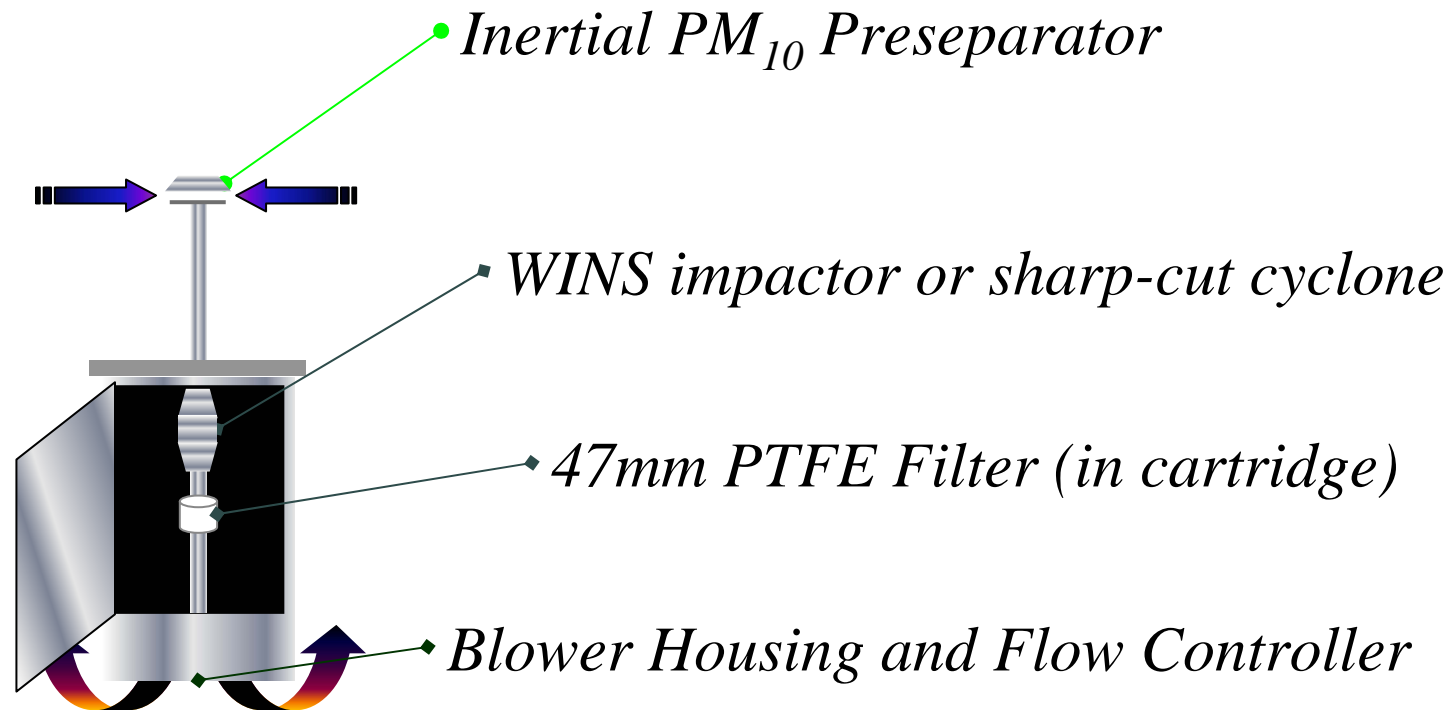 Inertial PM₁₀ Preseparator
WINS impactor or sharp-cut cyclone
47mm PTFE Filter (in cartridge)
Blower Housing and Flow Controller